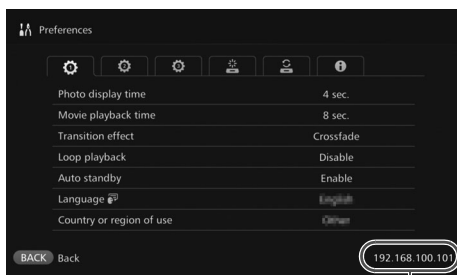 Preferences
Photo display time 4 sec.
Movie playback time 8 sec.
Transition effect Crossfade
Loop playback Disable
Auto standby Enable
Language
Country or region of use
BACK Back 192.168.100.101